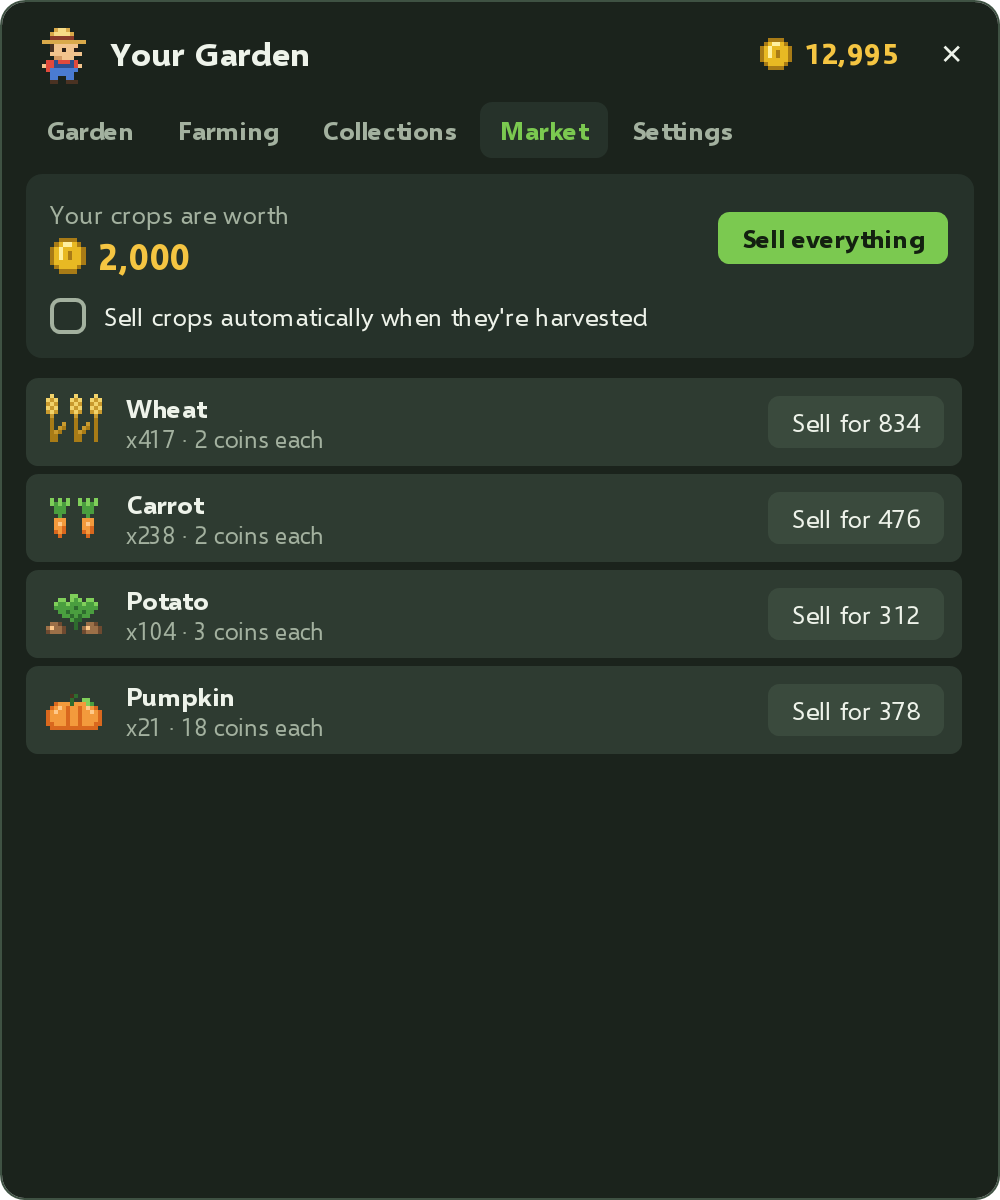 Your Garden
12,995
×
Garden Farming Collections Market Settings
Your crops are worth
2,000
Sell everything
Sell crops automatically when they're harvested
Wheat
x417 · 2 coins each
Sell for 834
Carrot
x238 · 2 coins each
Sell for 476
Potato
x104 · 3 coins each
Sell for 312
Pumpkin
x21 · 18 coins each
Sell for 378